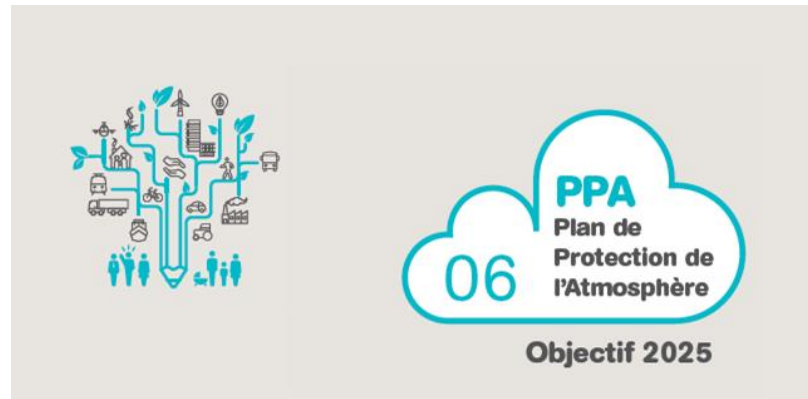 PPA
Plan de
Protection de
l'Atmosphère
06
Objectif 2025